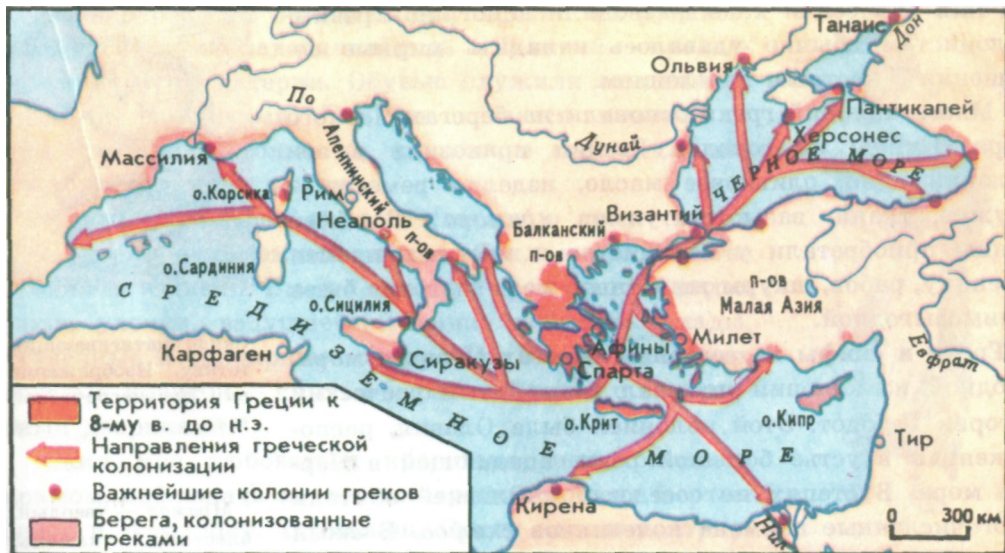 Танаис
Дон
Ольвия
По
Пантикапей
Дунай
Херсонес
Массилия
Апеннинский
п-ов
ЧЕРНОЕ МОРЕ
о.Корсика
Рим
Неаполь
Византий
Балканский
п-ов
о.Сардиния
п-ов
Малая Азия
о.Сицилия
СРЕДИЗЕМНОЕ МОРЕ
Карфаген
Сиракузы
Афины
Милет
Евфрат
Спарта
о.Крит
о.Кипр
Тир
Кирена
Нил
Территория Греции к
8-му в. до н.э.
Направления греческой
колонизации
Важнейшие колонии греков
Берега, колонизованные
греками
0 300 км